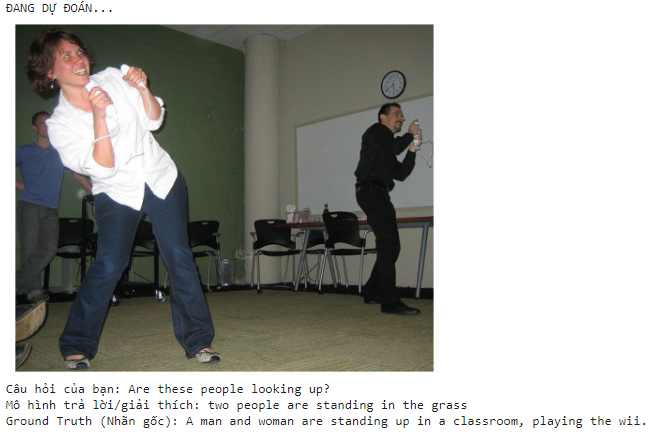 ĐANG DỰ ĐOÁN...
Câu hỏi của bạn: Are these people looking up?
Mô hình trả lời/giải thích: two people are standing in the grass
Ground Truth (Nhãn gốc): A man and woman are standing up in a classroom, playing the wii.